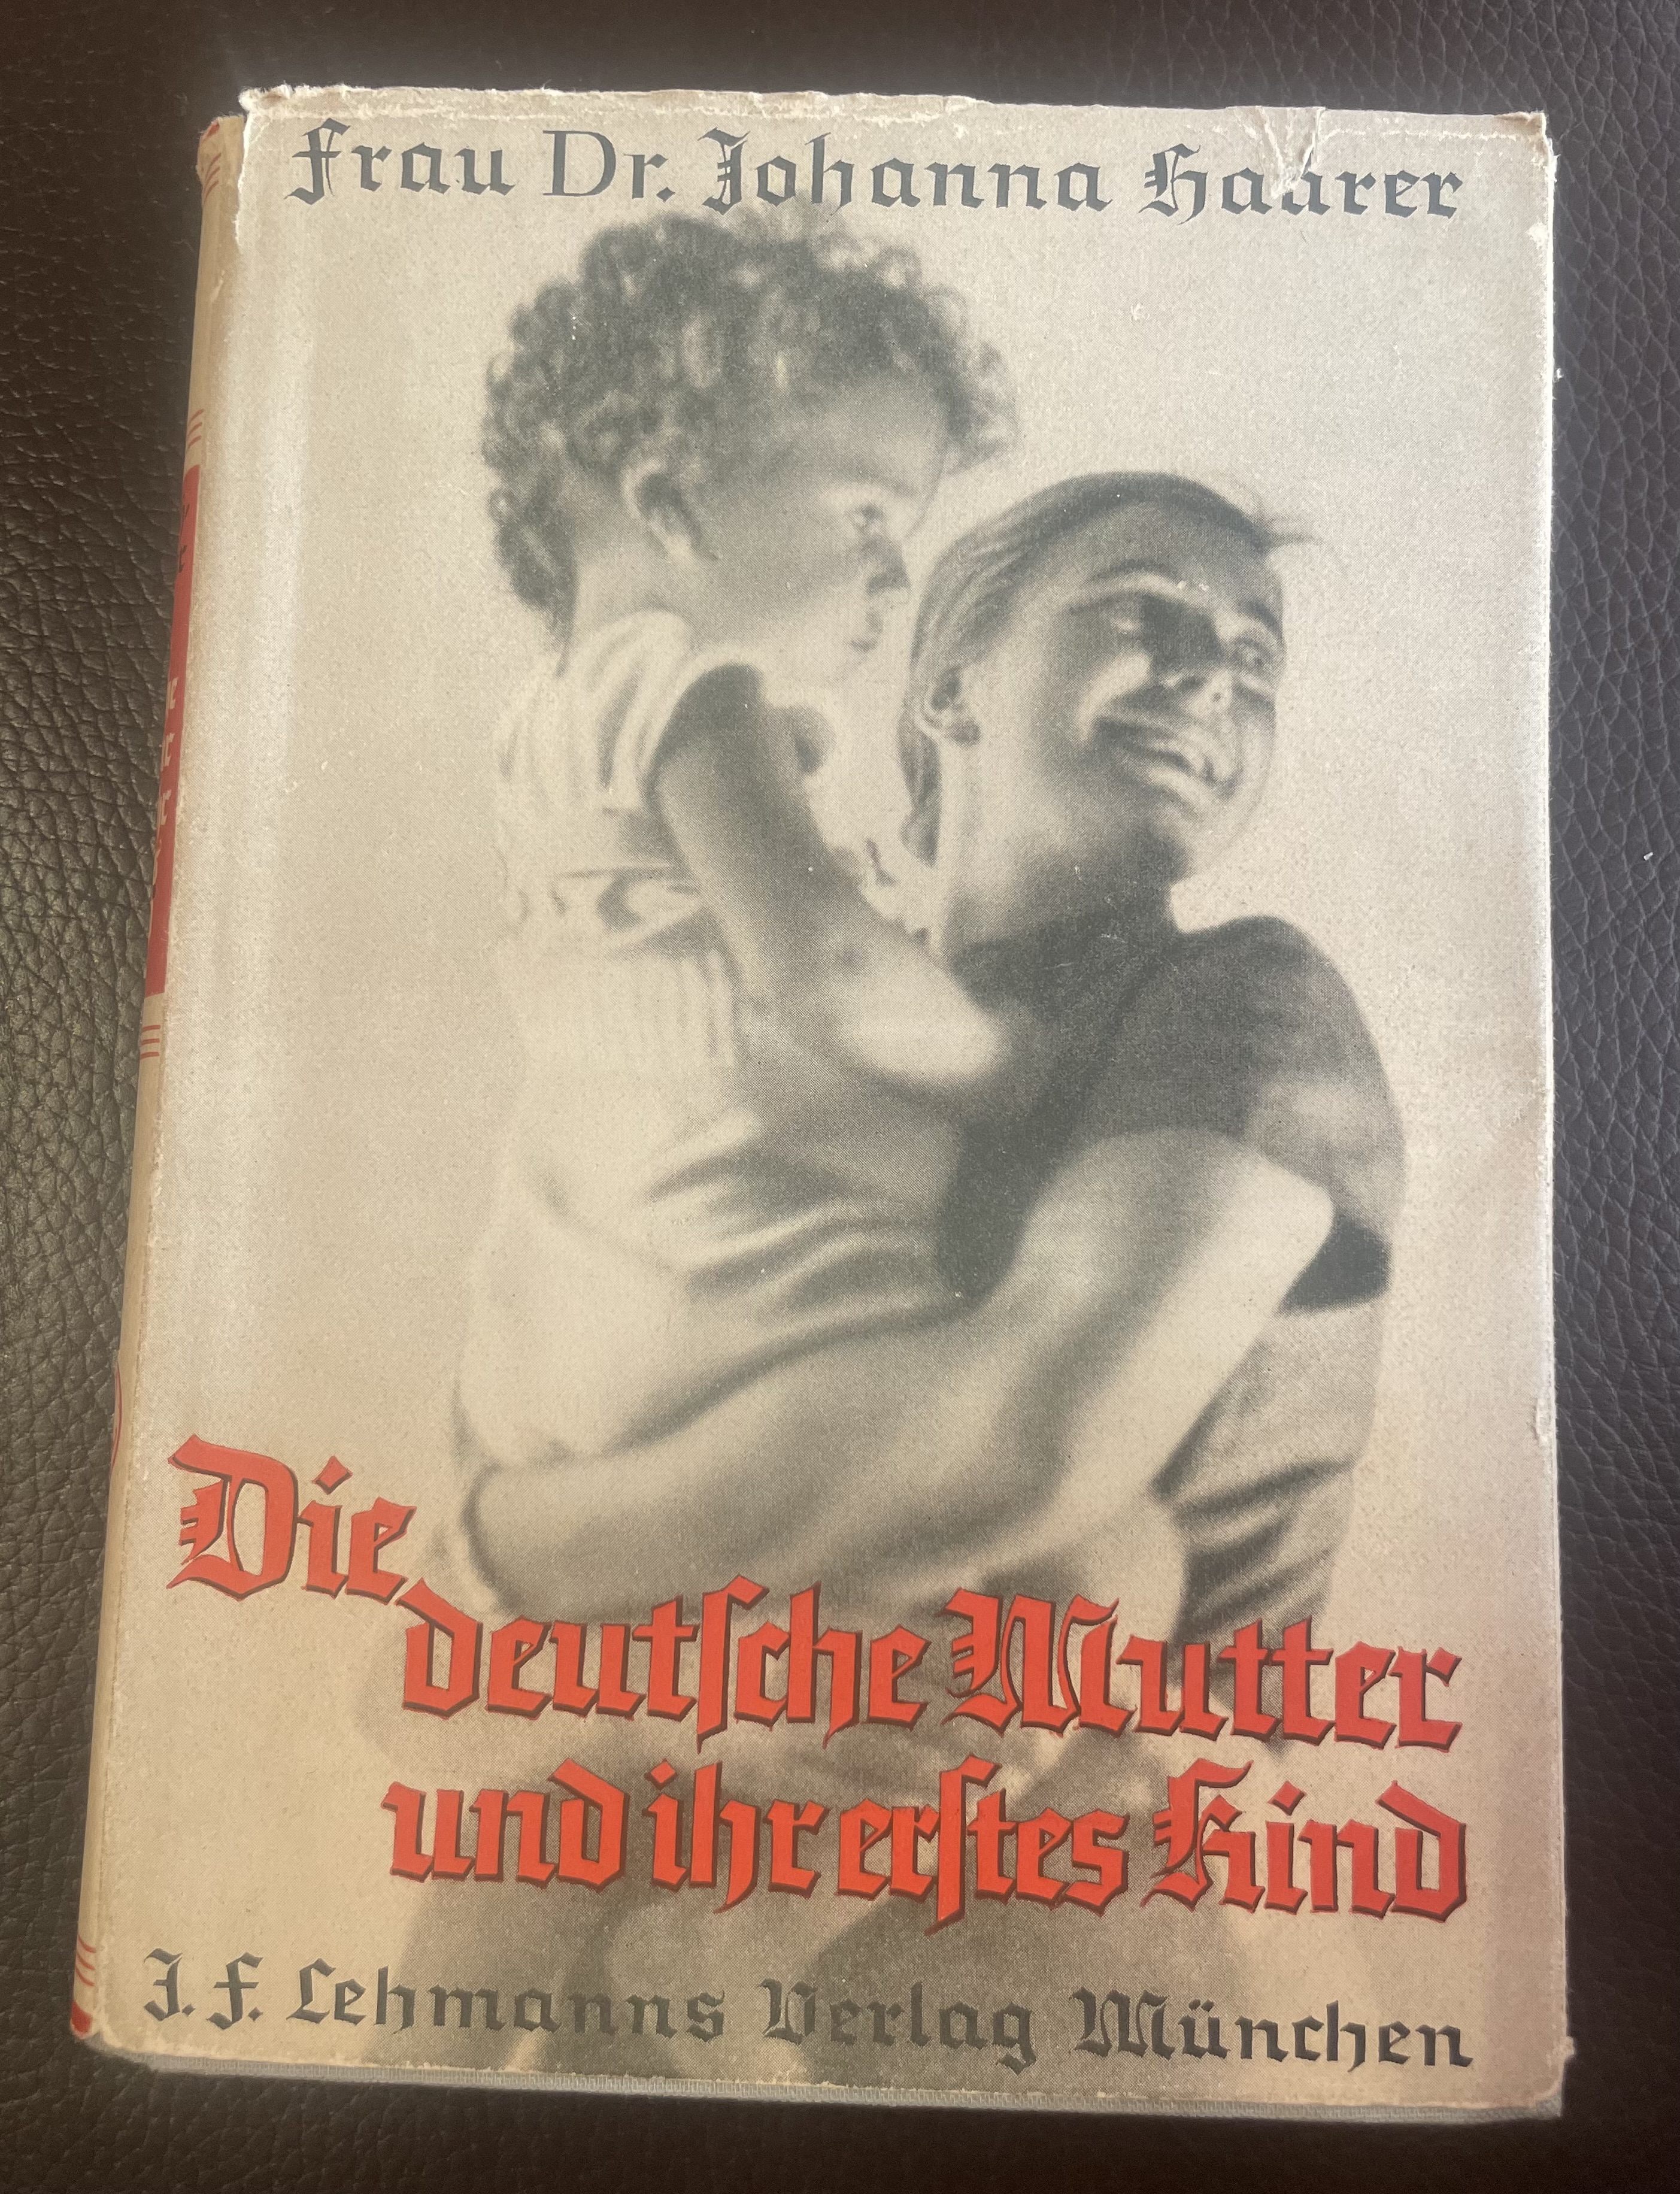 Frau Dr. Johanna Haarer
Die
deutſche Mutter
und ihr erſtes Kind
J. F. Lehmanns Verlag München